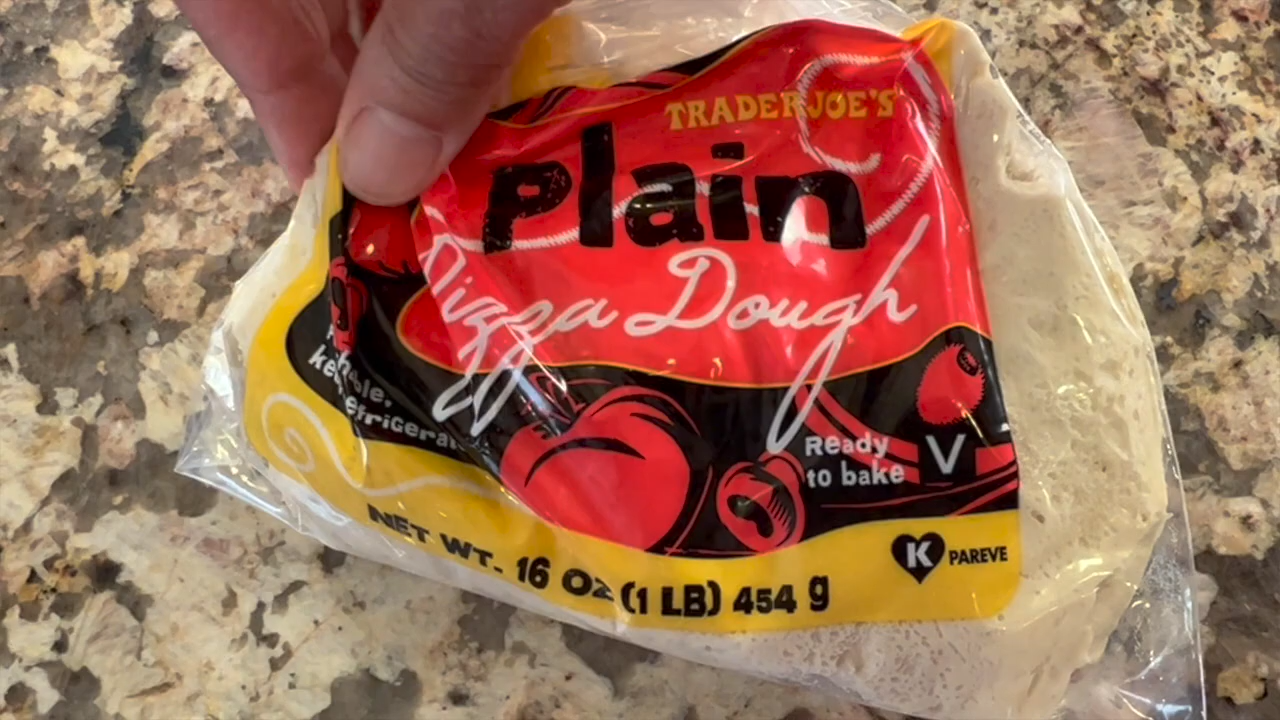 TRADER JOE'S
Plain
Pizza Dough
Ready
to bake
V
K PAREVE
NET WT. 16 OZ (1 LB) 454 g